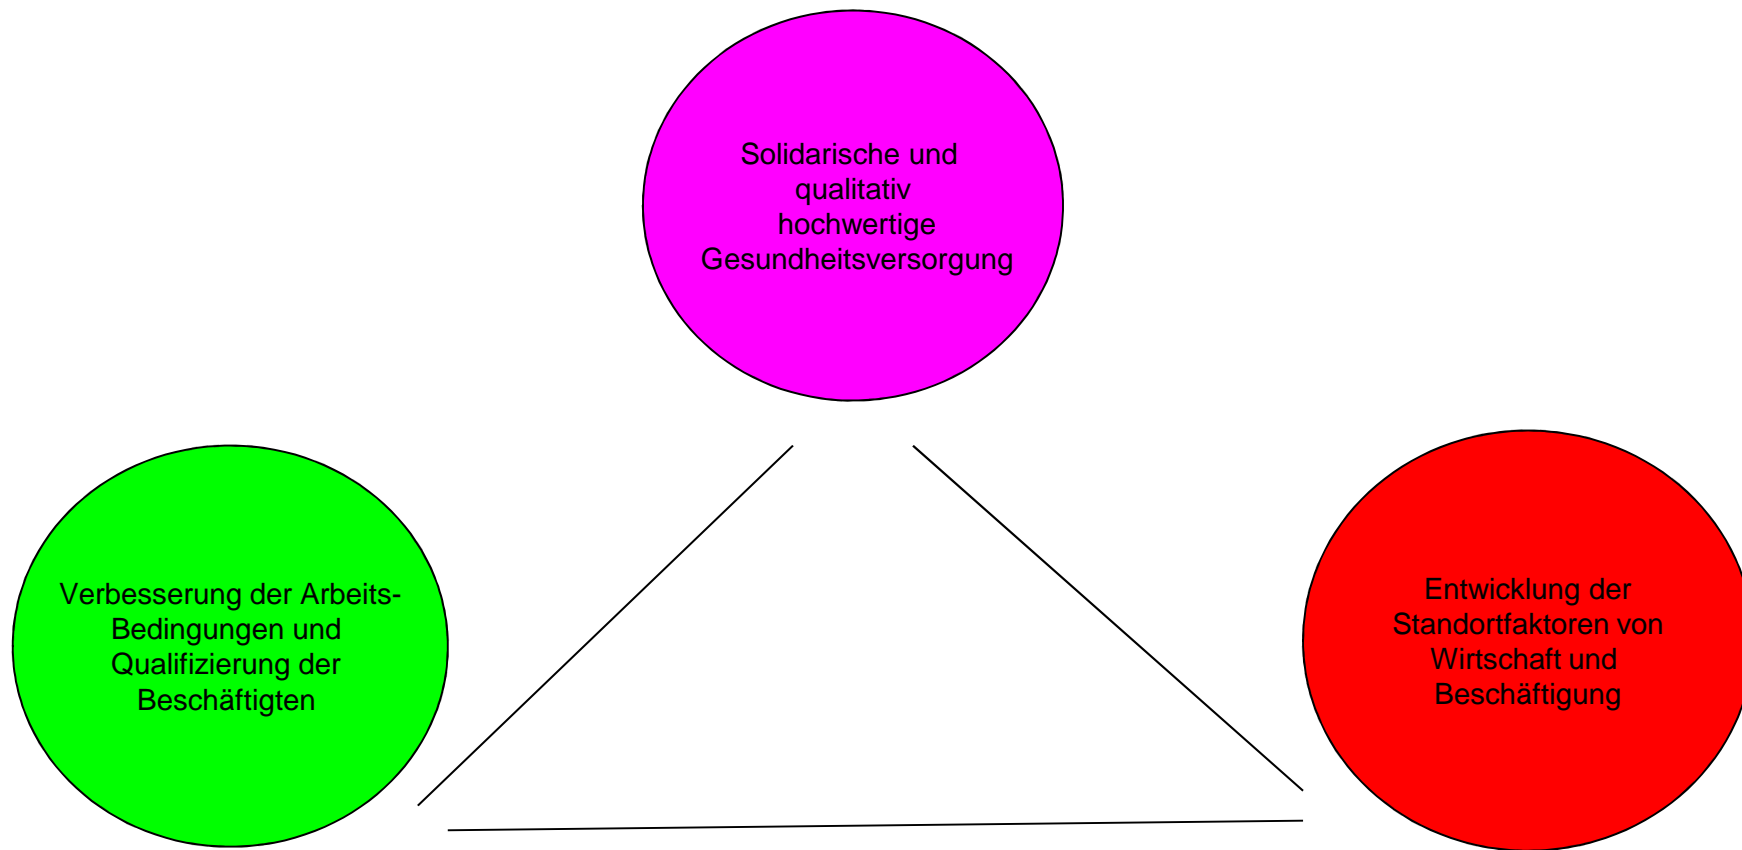 Solidarische und
qualitativ
hochwertige
Gesundheitsversorgung
Verbesserung der Arbeits-
Bedingungen und
Qualifizierung der
Beschäftigten
Entwicklung der
Standortfaktoren von
Wirtschaft und
Beschäftigung